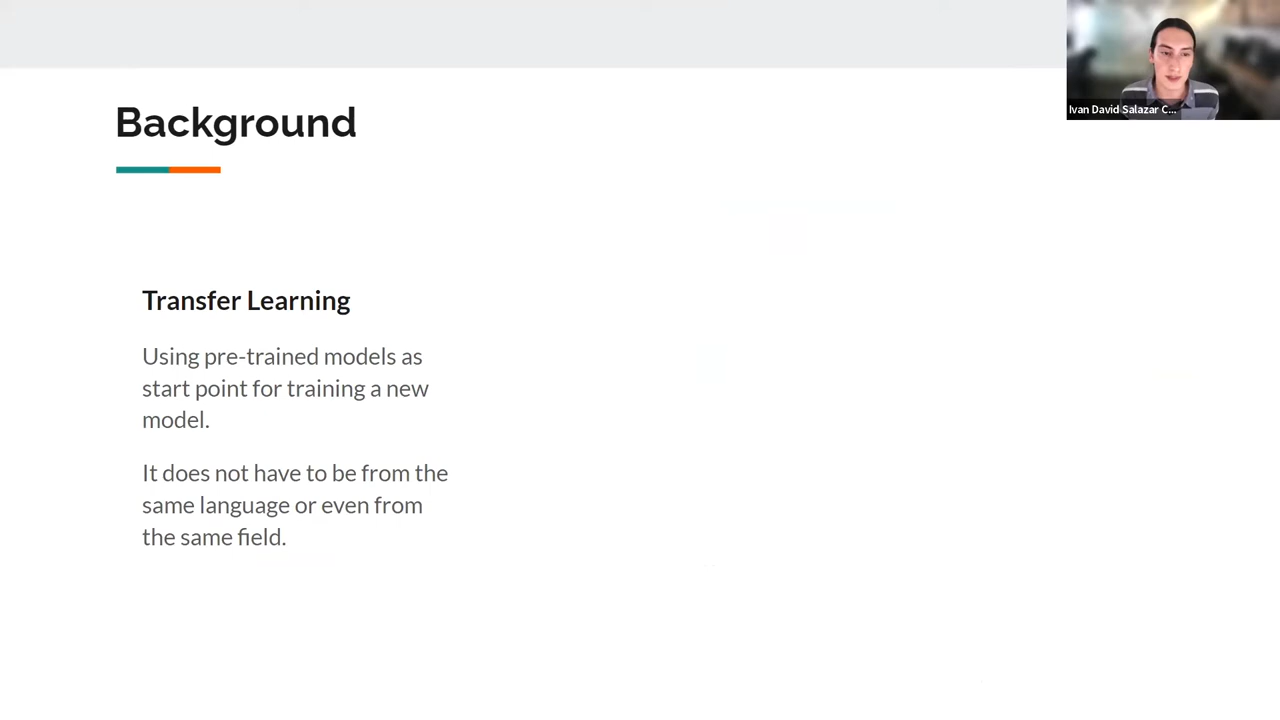 Background
Ivan David Salazar C...
Transfer Learning
Using pre-trained models as
start point for training a new
model.
It does not have to be from the
same language or even from
the same field.